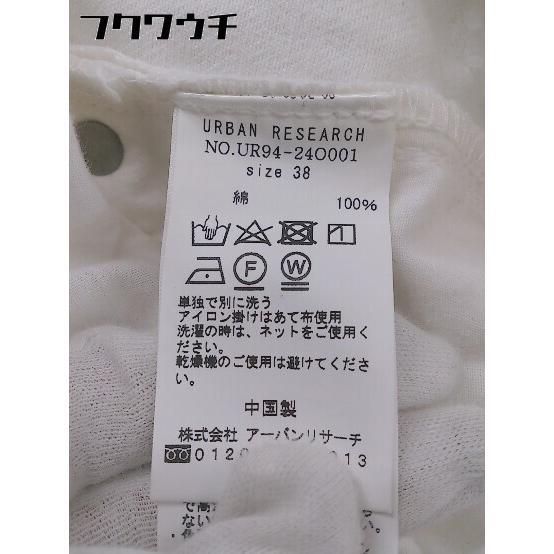 フクワウチ
URBAN RESEARCH
NO.UR94-240001
size 38
綿 100%
F W
単独で別に洗う
アイロン掛けはあて布使用
洗濯の時は、ネットをご使用く
ださい。
乾燥機のご使用は避けてくださ
い。
中国製
株式会社 アーバンリサーチ
012 13